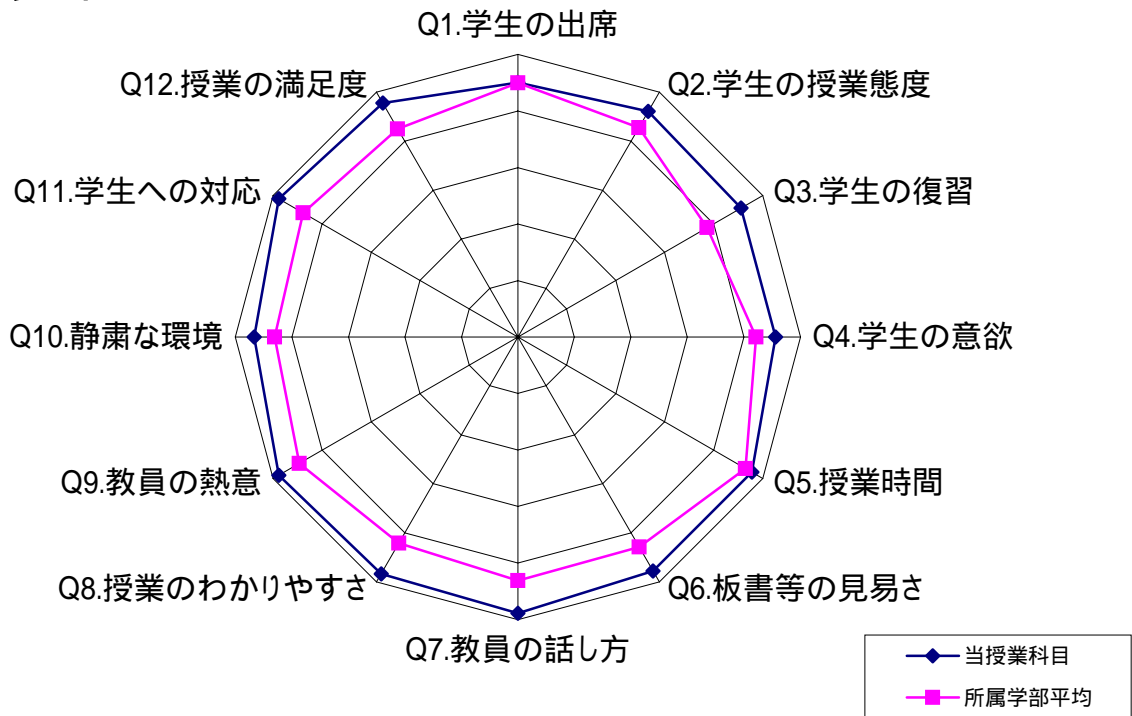 Q1.学生の出席
Q2.学生の授業態度
Q3.学生の復習
Q4.学生の意欲
Q5.授業時間
Q6.板書等の見易さ
Q7.教員の話し方
Q8.授業のわかりやすさ
Q9.教員の熱意
Q10.静粛な環境
Q11.学生への対応
Q12.授業の満足度
当授業科目
所属学部平均